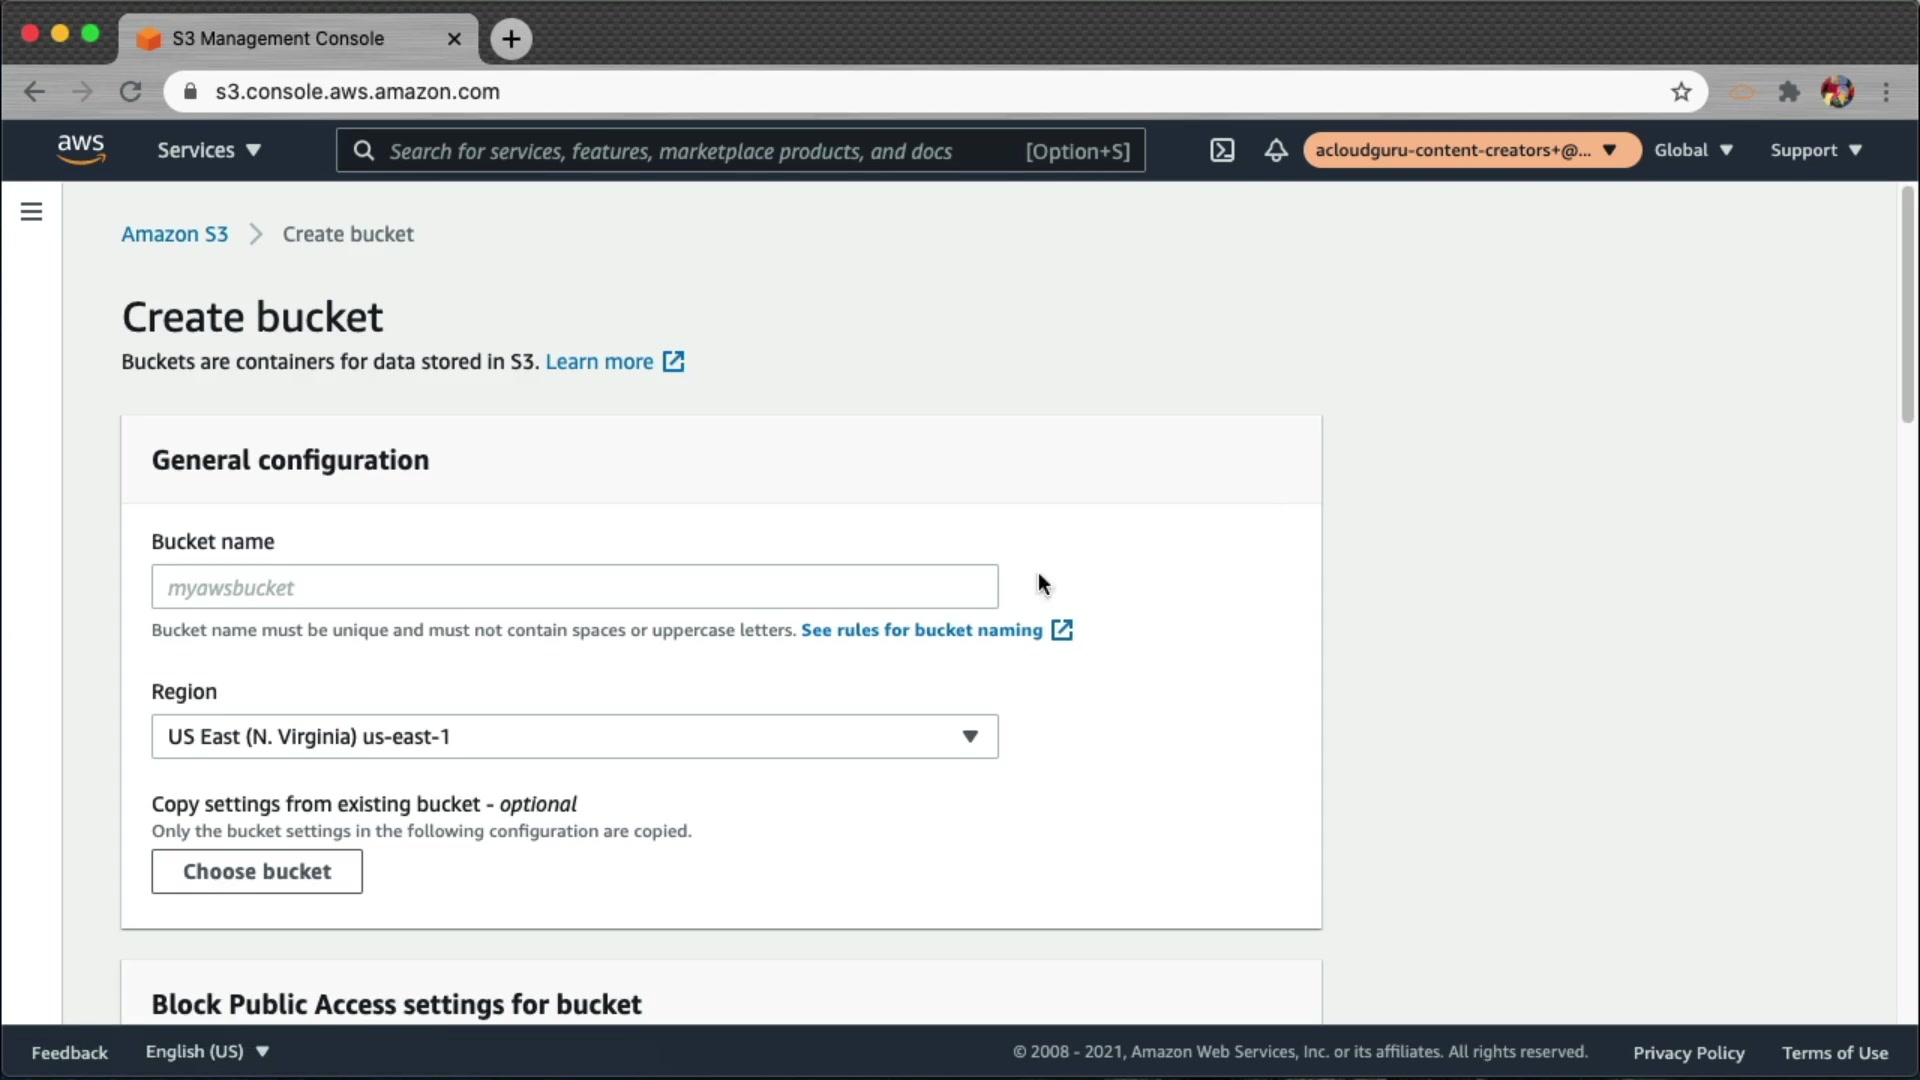 S3 Management Console
s3.console.aws.amazon.com
aws
Services
Search for services, features, marketplace products, and docs
[Option+S]
acloudguru-content-creators+@...
Global
Support
Amazon S3
Create bucket
Create bucket
Buckets are containers for data stored in S3. Learn more
General configuration
Bucket name
myawsbucket
Bucket name must be unique and must not contain spaces or uppercase letters. See rules for bucket naming
Region
US East (N. Virginia) us-east-1
Copy settings from existing bucket - optional
Only the bucket settings in the following configuration are copied.
Choose bucket
Block Public Access settings for bucket
Feedback
English (US)
© 2008 - 2021, Amazon Web Services, Inc. or its affiliates. All rights reserved.
Privacy Policy
Terms of Use